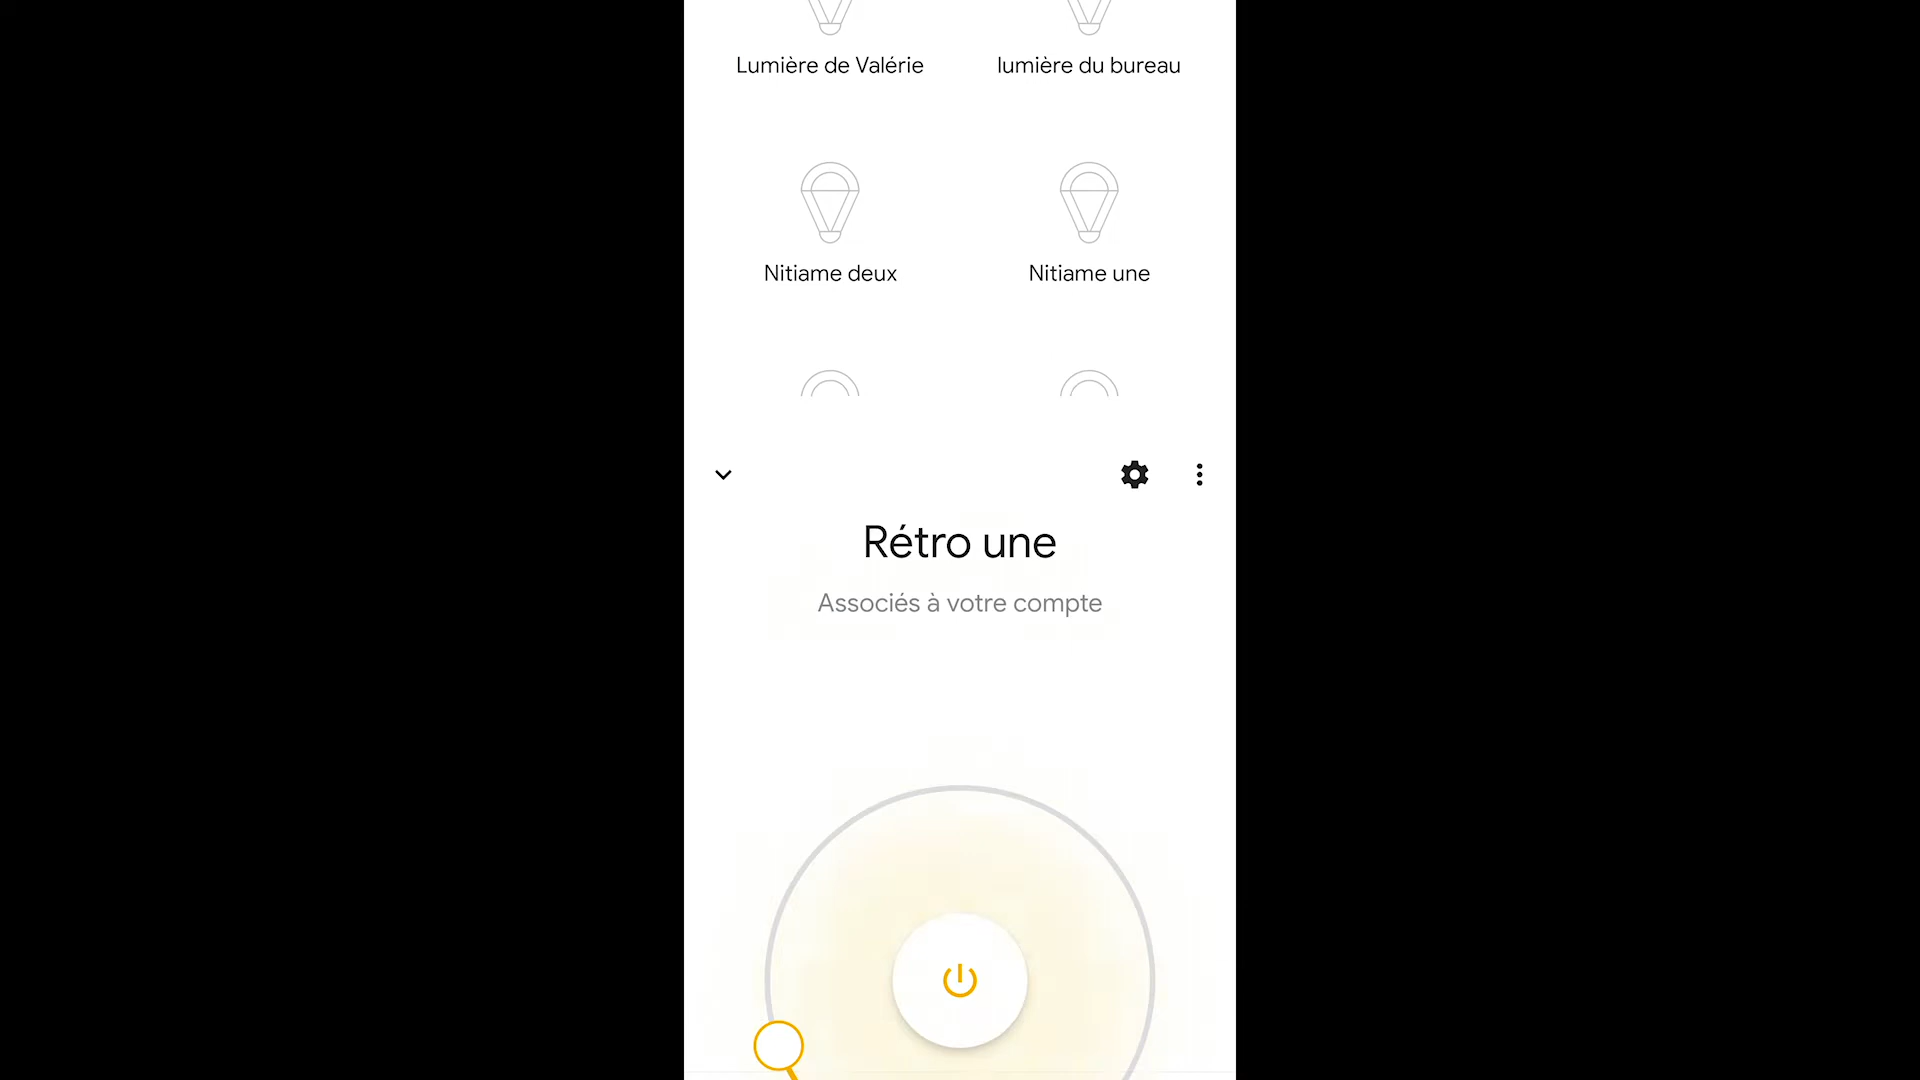 Lumière de Valérie
lumière du bureau
Nitiame deux
Nitiame une
Rétro une
Associés à votre compte